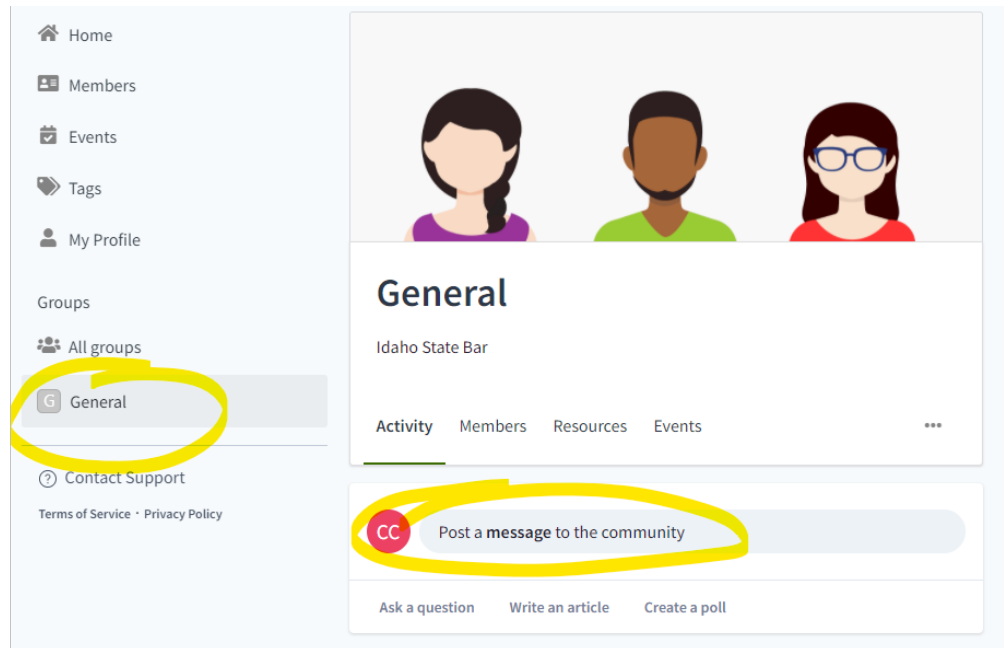 Home
Members
Events
Tags
My Profile
Groups
All groups
G General
Contact Support
Terms of Service · Privacy Policy
General
Idaho State Bar
Activity Members Resources Events
CC Post a message to the community
Ask a question Write an article Create a poll